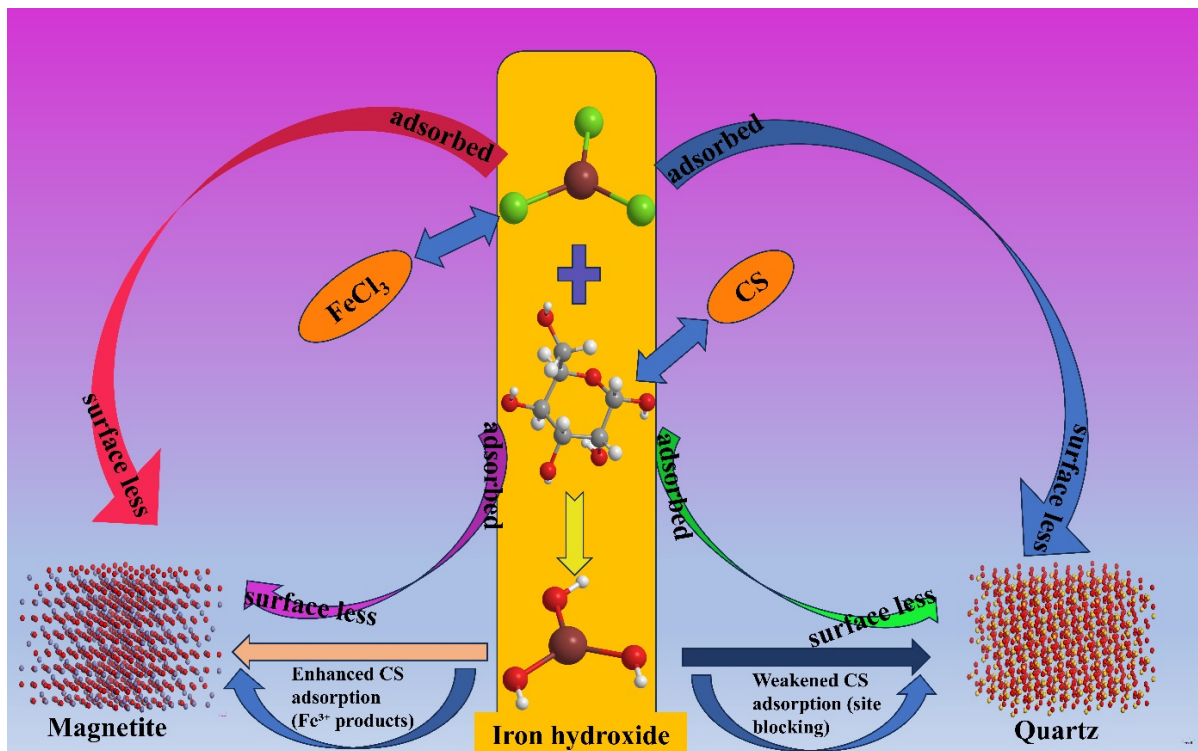 adsorbed
adsorbed
FeCl₃
CS
adsorbed
adsorbed
surface less
surface less
surface less
surface less
Enhanced CS
adsorption
(Fe³⁺ products)
Weakened CS
adsorption (site
blocking)
Magnetite
Iron hydroxide
Quartz